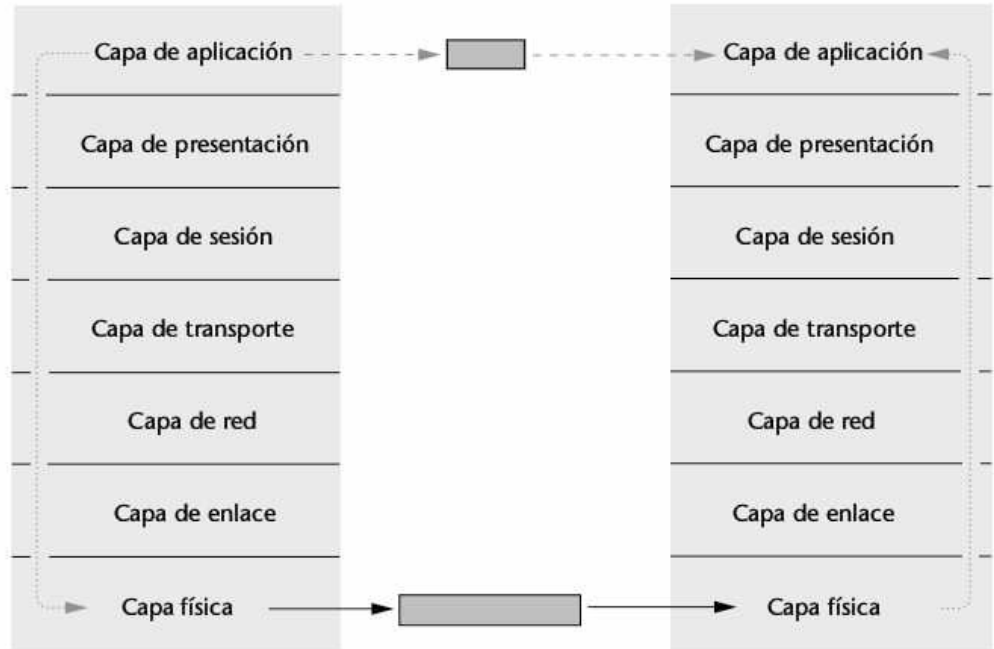 Capa de aplicación
Capa de aplicación
Capa de presentación
Capa de presentación
Capa de sesión
Capa de sesión
Capa de transporte
Capa de transporte
Capa de red
Capa de red
Capa de enlace
Capa de enlace
Capa física
Capa física